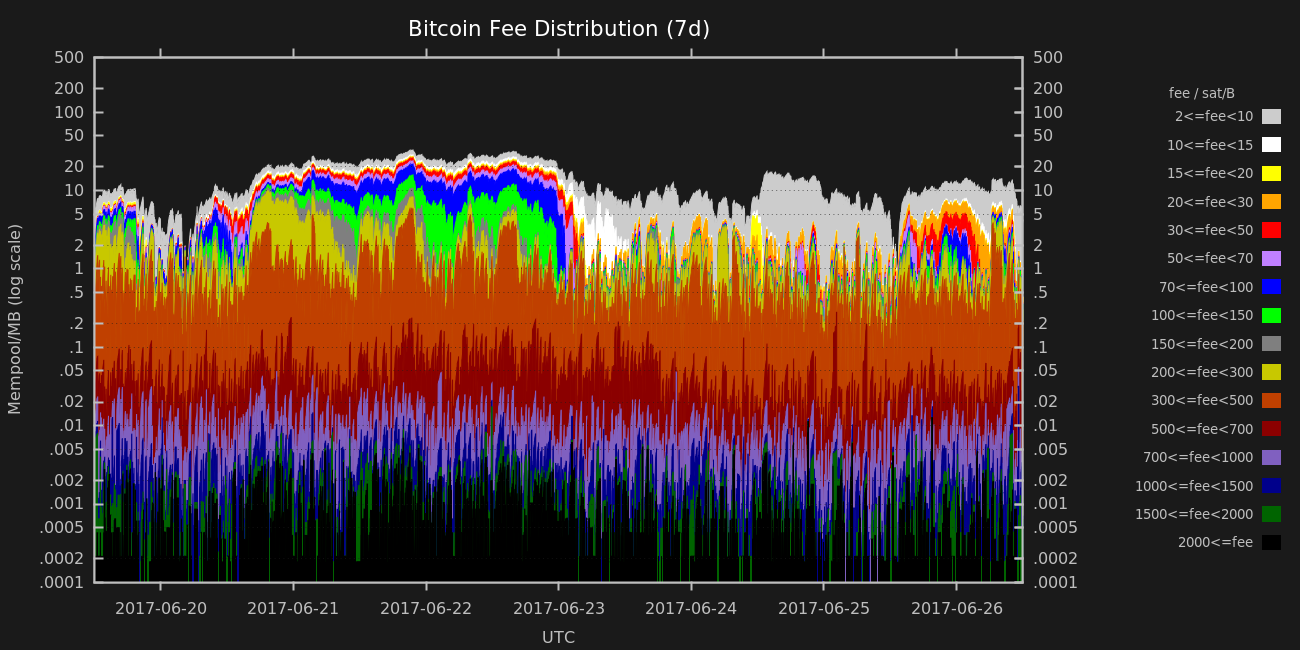 Bitcoin Fee Distribution (7d)
Mempool/MB (log scale)
500
200
100
50
20
10
5
2
1
.5
.2
.1
.05
.02
.01
.005
.002
.001
.0005
.0002
.0001
500
200
100
50
20
10
5
2
1
.5
.2
.1
.05
.02
.01
.005
.002
.001
.0005
.0002
.0001
2017-06-20
2017-06-21
2017-06-22
2017-06-23
2017-06-24
2017-06-25
2017-06-26
UTC
fee / sat/B
2<=fee<10
10<=fee<15
15<=fee<20
20<=fee<30
30<=fee<50
50<=fee<70
70<=fee<100
100<=fee<150
150<=fee<200
200<=fee<300
300<=fee<500
500<=fee<700
700<=fee<1000
1000<=fee<1500
1500<=fee<2000
2000<=fee